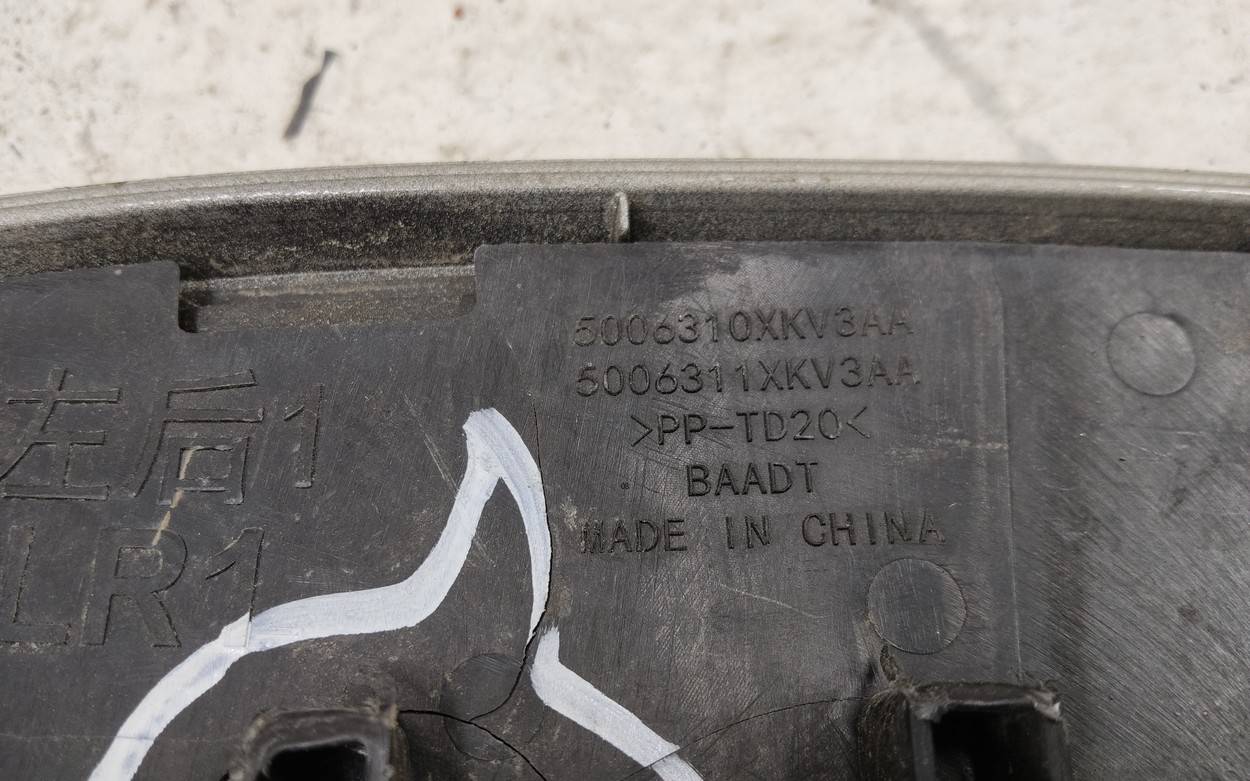 5006310XKV3AA
5006311XKV3AA
>PP-TD20<
BAADT
MADE IN CHINA
左后1
LR1